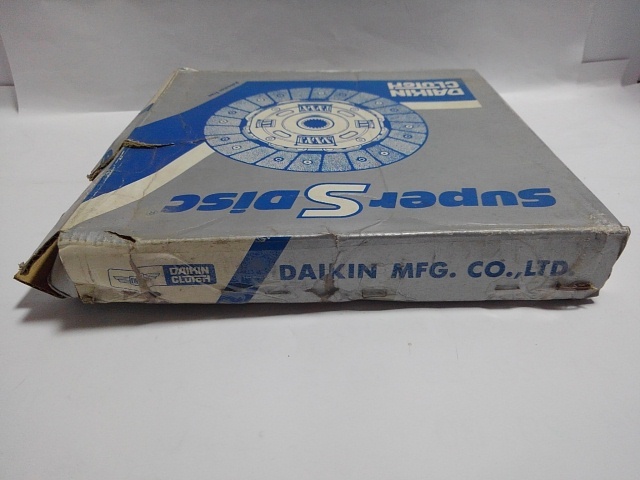 DAIKIN
CLUTCH
Super S Disc
DAIKIN
CLUTCH
DAIKIN MFG. CO.,LTD.